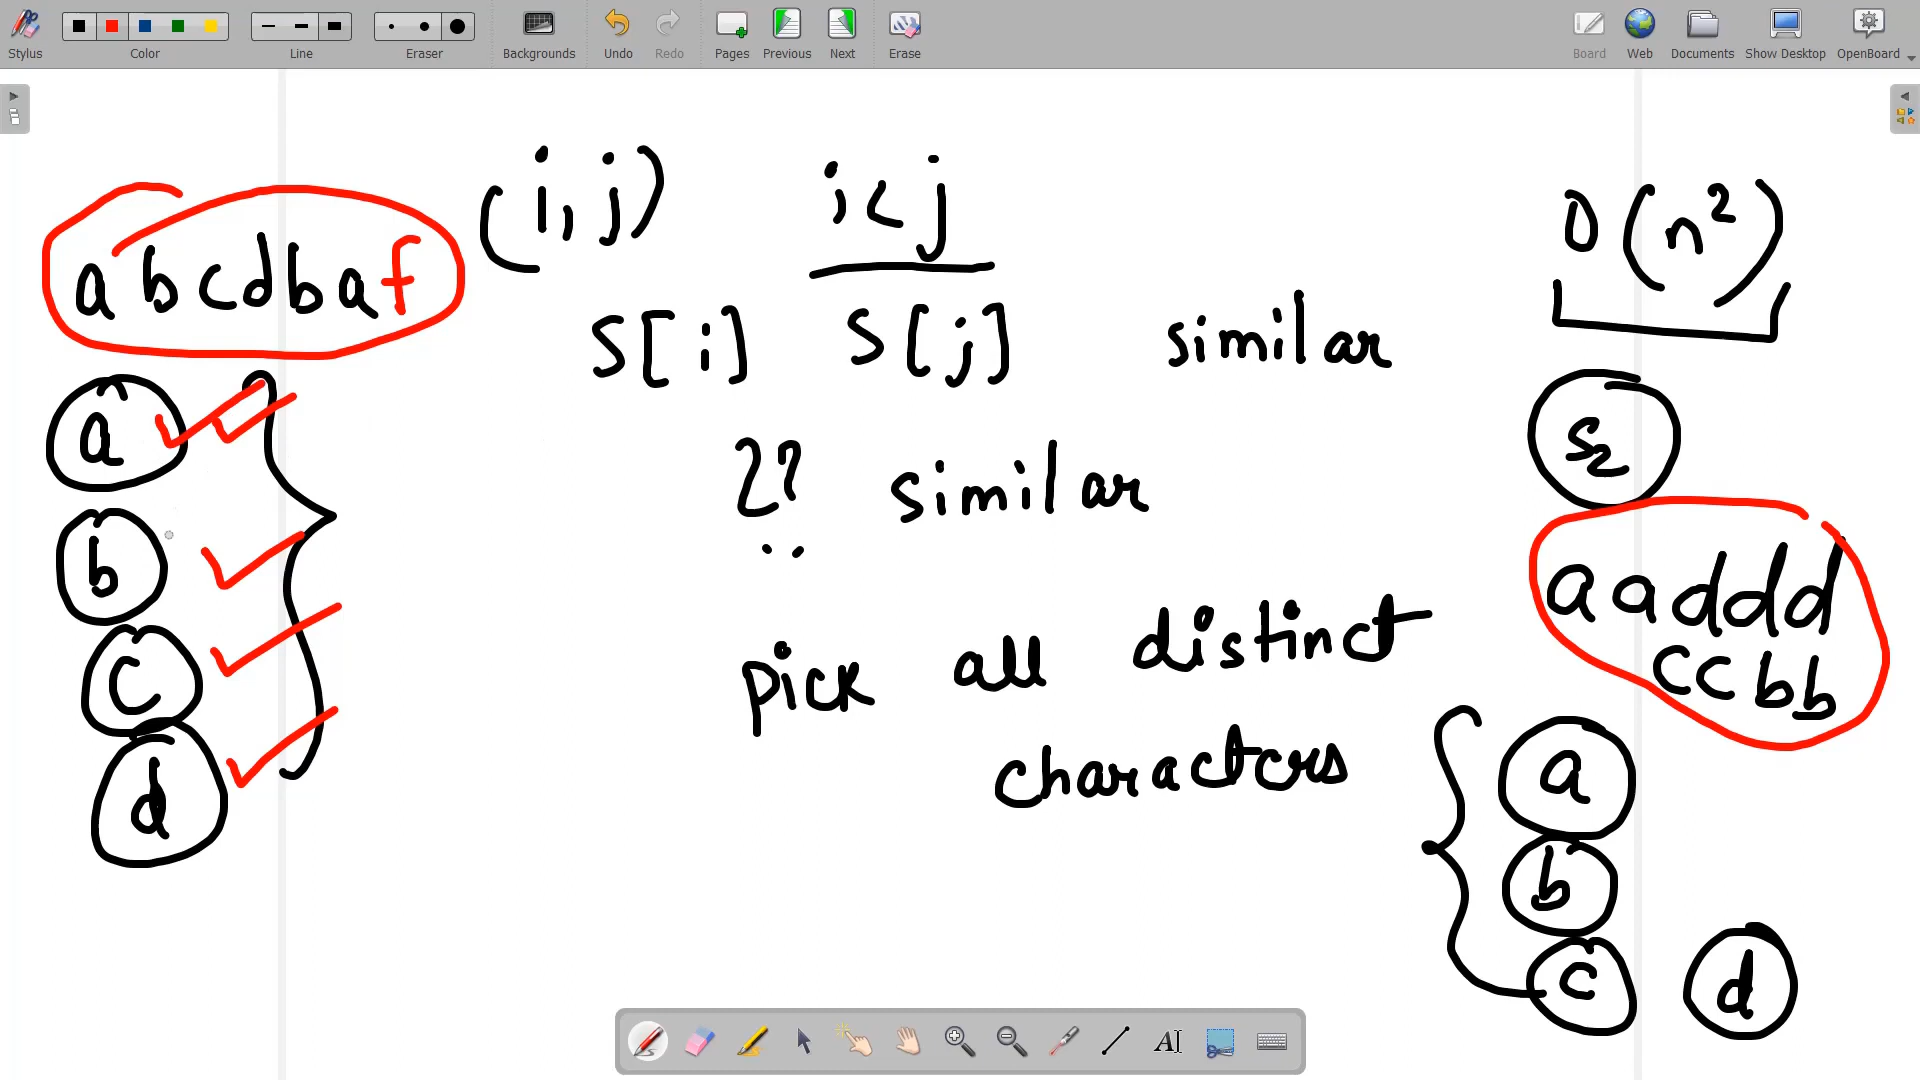 Stylus
Color
Line
Eraser
Backgrounds
Undo
Redo
Pages
Previous
Next
Erase
Board
Web
Documents
Show Desktop
OpenBoard
(i,j) i<j O(n²)
abcdbaf
S[i] S[j] similar
a
?? similar
S2
b
aaddd
ccbb
pick all distinct
characters
c
d
a
b
c d